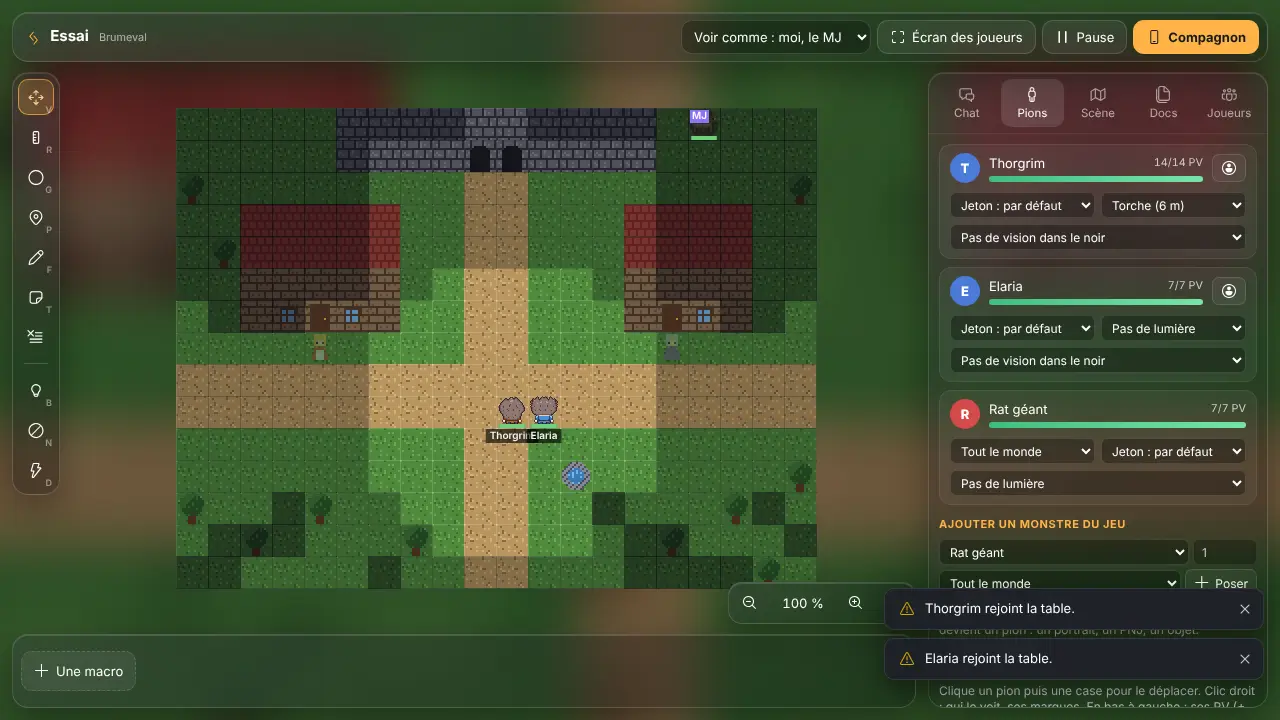 Essai Brumeval
Voir comme : moi, le MJ
Écran des joueurs
Pause
Compagnon
V
R
G
P
F
T
B
N
D
MJ
Thorgri Elaria
100 %
Une macro
Chat
Pions
Scène
Docs
Joueurs
T
Thorgrim
14/14 PV
Jeton : par défaut
Torche (6 m)
Pas de vision dans le noir
E
Elaria
7/7 PV
Jeton : par défaut
Pas de lumière
Pas de vision dans le noir
R
Rat géant
7/7 PV
Tout le monde
Jeton : par défaut
Pas de lumière
AJOUTER UN MONSTRE DU JEU
Rat géant
1
Tout le monde
Poser
Thorgrim rejoint la table.
devient un pion : un portrait, un PNJ, un objet.
Elaria rejoint la table.
Clique un pion puis une case pour le déplacer. Clic droit
: qui le voit, ses marques. En bas à gauche : ses PV (+